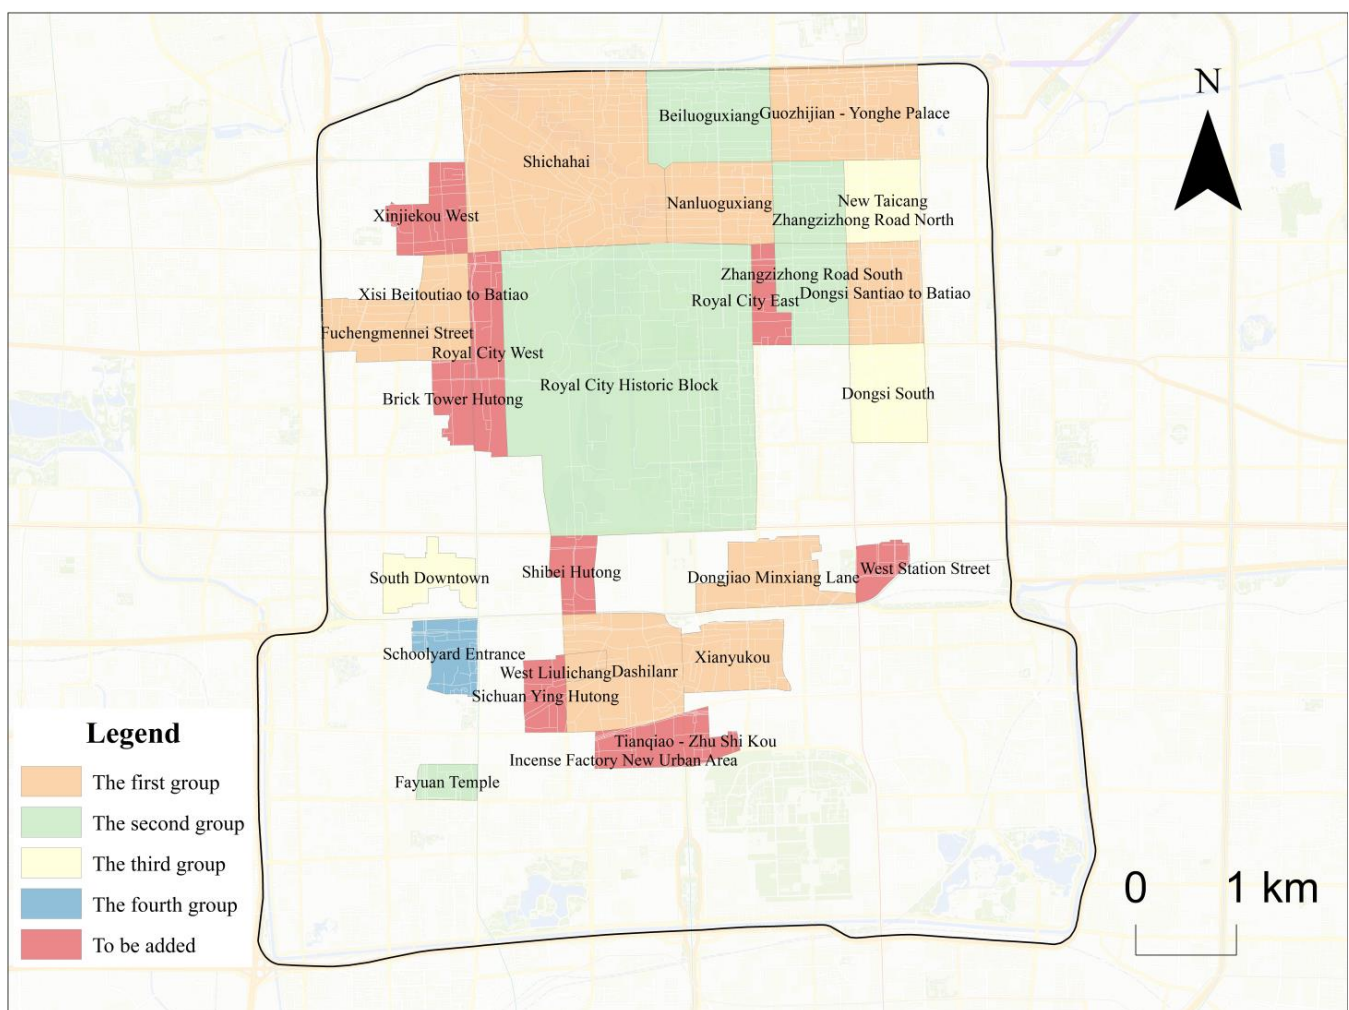 N
Beiluoguxiang
Guozhijian - Yonghe Palace
Shichahai
Nanluoguxiang
New Taicang
Xinjiekou West
Zhangzizhong Road North
Zhangzizhong Road South
Xisi Beitoutiao to Batiao
Royal City East
Dongsi Santiao to Batiao
Fuchengmennei Street
Royal City West
Royal City Historic Block
Brick Tower Hutong
Dongsi South
South Downtown
Shibei Hutong
Dongjiao Minxiang Lane
West Station Street
Schoolyard Entrance
Xianyukou
West Liulichang
Dashilanr
Sichuan Ying Hutong
Tianqiao - Zhu Shi Kou
Incense Factory New Urban Area
Fayuan Temple
Legend
The first group
The second group
The third group
The fourth group
To be added
0 1 km